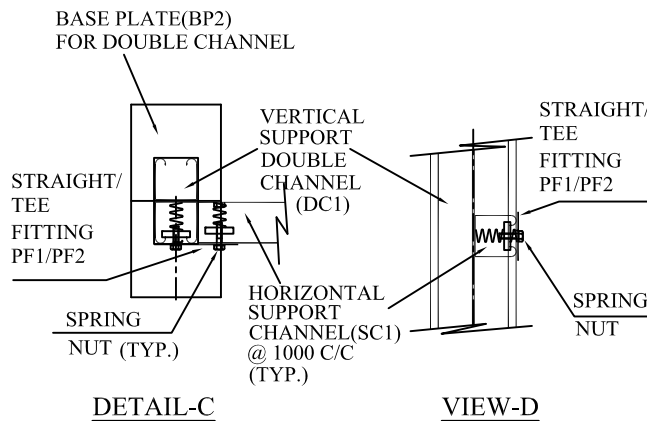 BASE PLATE(BP2)
FOR DOUBLE CHANNEL
VERTICAL
SUPPORT
DOUBLE
CHANNEL
(DC1)
STRAIGHT/
TEE
FITTING
PF1/PF2
SPRING
NUT (TYP.)
HORIZONTAL
SUPPORT
CHANNEL(SC1)
@ 1000 C/C
(TYP.)
DETAIL-C
STRAIGHT/
TEE
FITTING
PF1/PF2
SPRING
NUT
VIEW-D